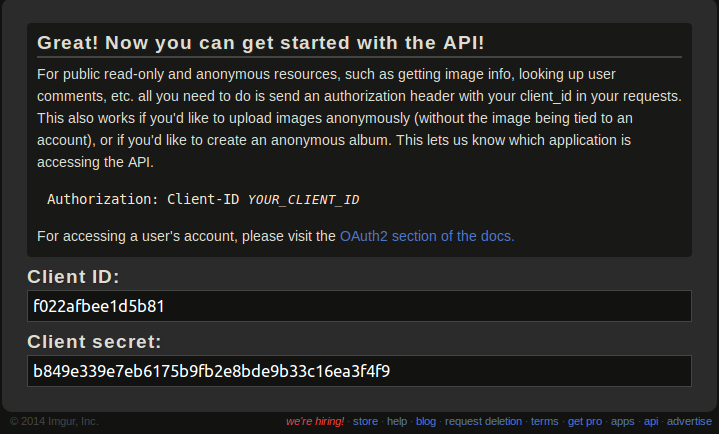 Great! Now you can get started with the API!
For public read-only and anonymous resources, such as getting image info, looking up user
comments, etc. all you need to do is send an authorization header with your client_id in your requests.
This also works if you'd like to upload images anonymously (without the image being tied to an
account), or if you'd like to create an anonymous album. This lets us know which application is
accessing the API.
Authorization: Client-ID YOUR_CLIENT_ID
For accessing a user's account, please visit the OAuth2 section of the docs.
Client ID:
f022afbee1d5b81
Client secret:
b849e339e7eb6175b9fb2e8bde9b33c16ea3f4f9
© 2014 Imgur, Inc. we're hiring! · store · help · blog · request deletion · terms · get pro · apps · api · advertise